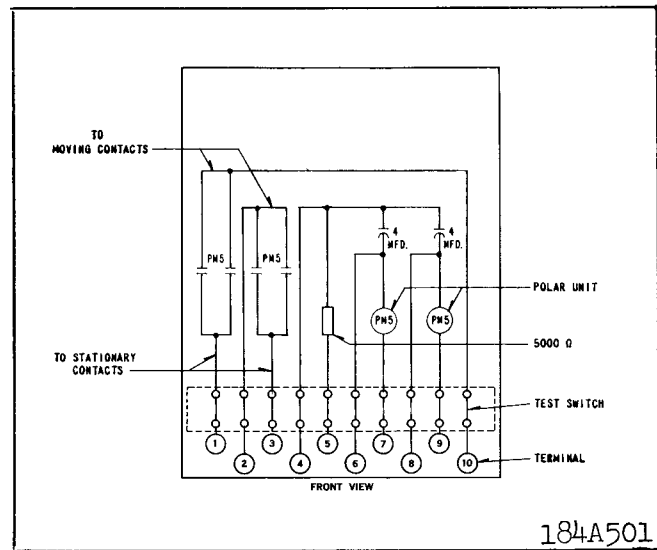 TO
MOVING CONTACTS
PM5
PM5
4
MFD.
4
MFD.
POLAR UNIT
PM5
PM5
5000 Ω
TO STATIONARY
CONTACTS
TEST SWITCH
1
3
5
7
9
2
4
6
8
10
TERMINAL
FRONT VIEW
184A501